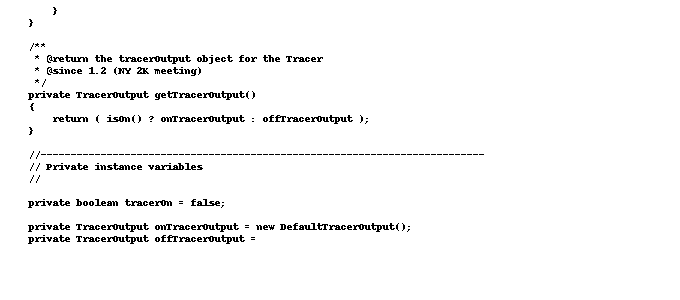 }
}

/**
 * @return the tracerOutput object for the Tracer
 * @since 1.2 (NY 2K meeting)
 */
private TracerOutput getTracerOutput()
{
    return ( isOn() ? onTracerOutput : offTracerOutput );
}

//--------------------------------------------------------------------------
// Private instance variables
//

private boolean tracerOn = false;

private TracerOutput onTracerOutput = new DefaultTracerOutput();
private TracerOutput offTracerOutput =